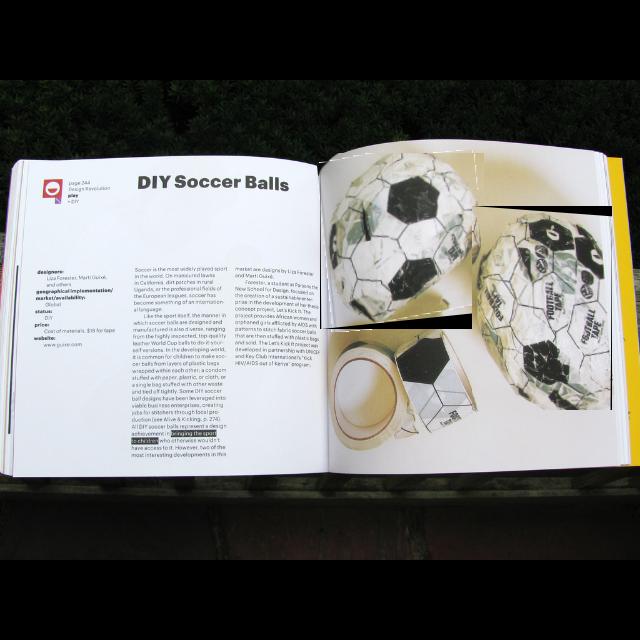 page 244
Design Revolution
play
• DIY
DIY Soccer Balls
designers:
Liza Forester, Marti Guixé,
and others
geographical implementation/
market/availability:
Global
status:
DIY
price:
Cost of materials, $18 for tape
website:
www.guixe.com
Soccer is the most widely played sport
in the world. On manicured lawns
in California, dirt patches in rural
Uganda, or the professional fields of
the European leagues, soccer has
become something of an internation-
al language.
Like the sport itself, the manner in
which soccer balls are designed and
manufactured is also diverse, ranging
from the highly inspected, top-quality
leather World Cup balls to do-it-your-
self versions. In the developing world,
it is common for children to make soc-
cer balls from layers of plastic bags
wrapped within each other; a condom
stuffed with paper, plastic, or cloth; or
a single bag stuffed with other waste
and tied off tightly. Some DIY soccer
ball designs have been leveraged into
viable business enterprises, creating
jobs for stitchers through local pro-
duction (see Alive & Kicking, p. 274).
All DIY soccer balls represent a design
achievement in bringing the sport
to children who otherwise wouldn't
have access to it. However, two of the
most interesting developments in this
market are designs by Liza Forester
and Marti Guixé.
Forester, a student at Parsons the
New School for Design, focused on
the creation of a sustainable enter-
prise in the development of her thesis
concept project, Let's Kick It. The
project provides African women and
orphaned girls afflicted by AIDS with
patterns to stitch fabric soccer balls
that are then stuffed with plastic bags
and sold. The Let's Kick It project was
developed in partnership with UNICEF
and Key Club International's "Kick
HIV/AIDS out of Kenya" program.
FOOTBALL
TAPE